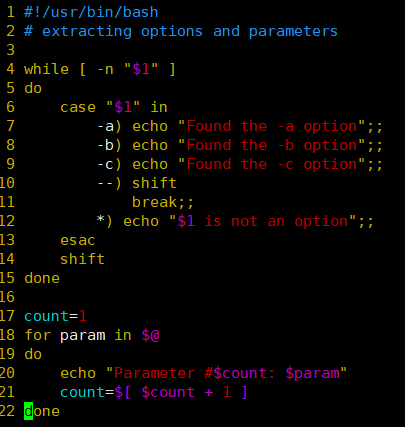 1 #!/usr/bin/bash
2 # extracting options and parameters
3
4 while [ -n "$1" ]
5 do
6     case "$1" in
7         -a) echo "Found the -a option";;
8         -b) echo "Found the -b option";;
9         -c) echo "Found the -c option";;
10         --) shift
11             break;;
12         *) echo "$1 is not an option";;
13     esac
14     shift
15 done
16
17 count=1
18 for param in $@
19 do
20     echo "Parameter #$count: $param"
21     count=$[ $count + 1 ]
22 done